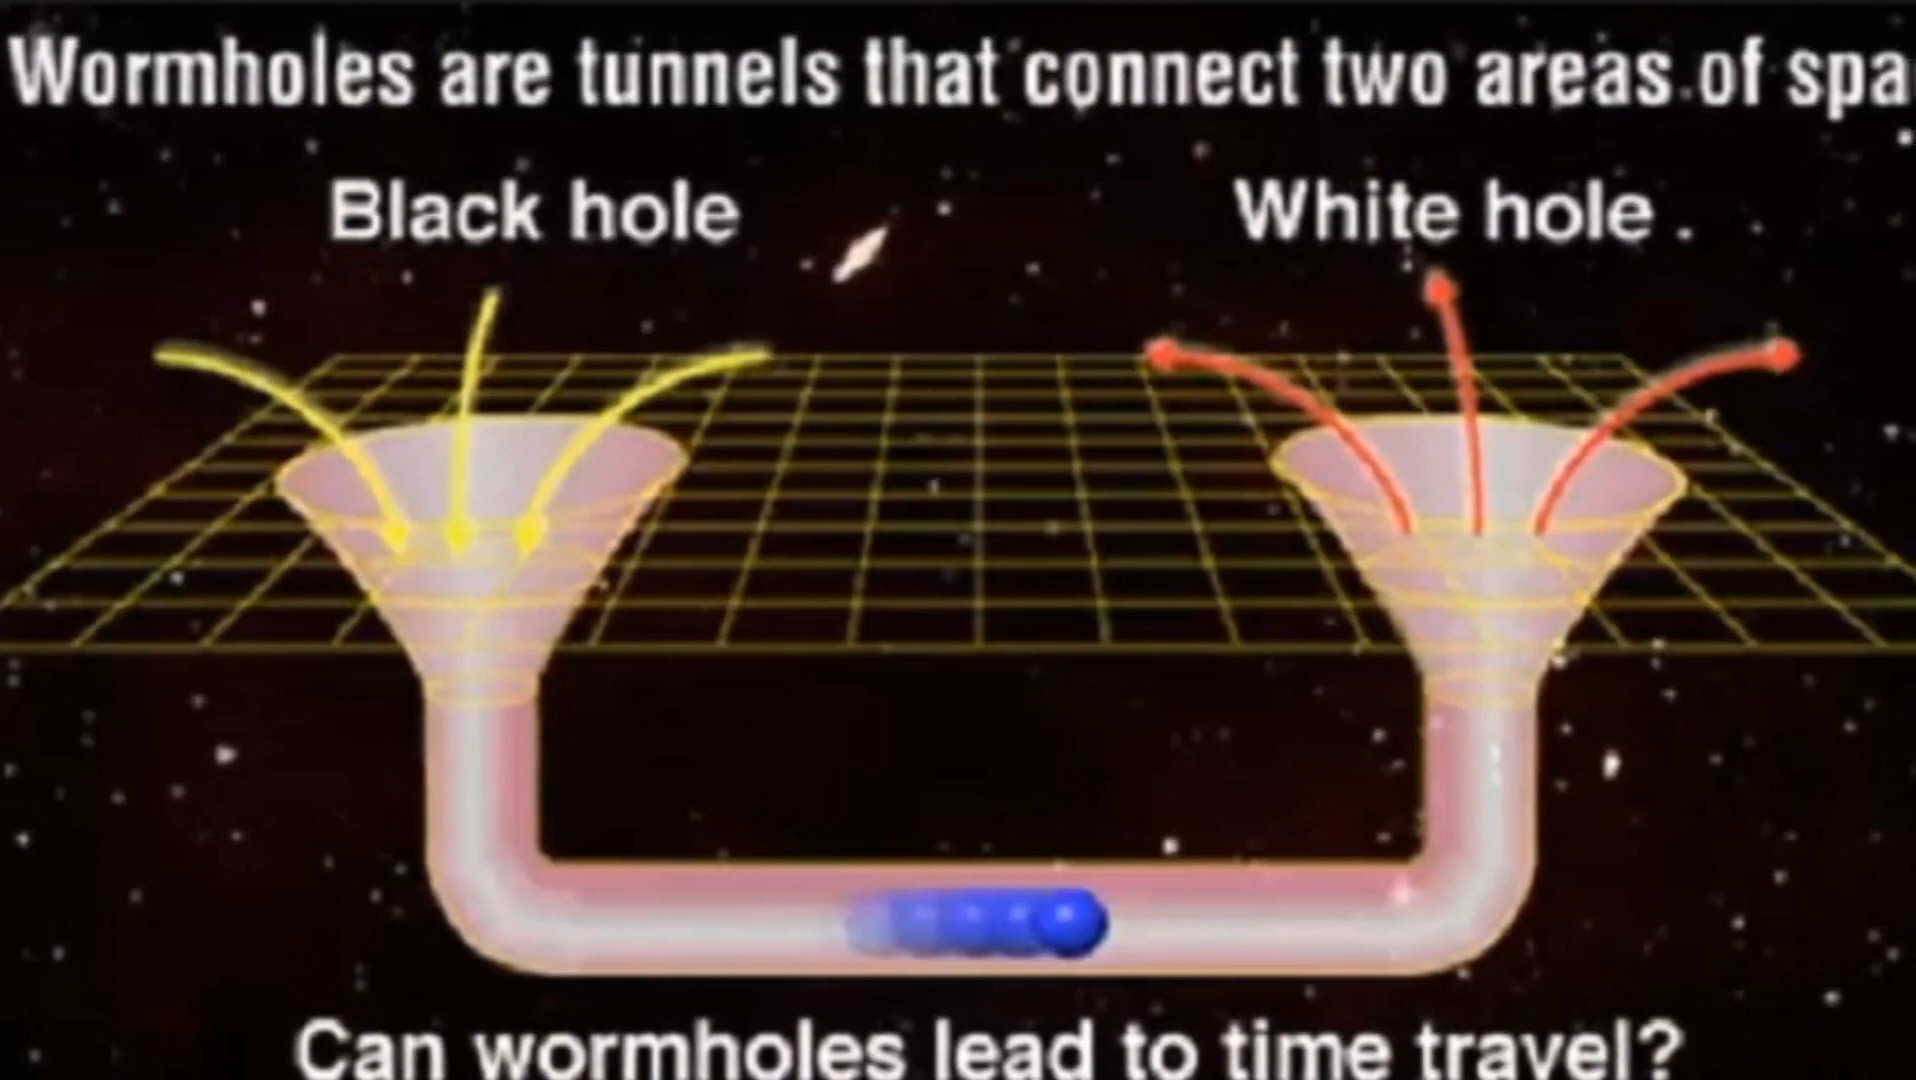 Wormholes are tunnels that connect two areas of spa
Black hole
White hole
Can wormholes lead to time travel?